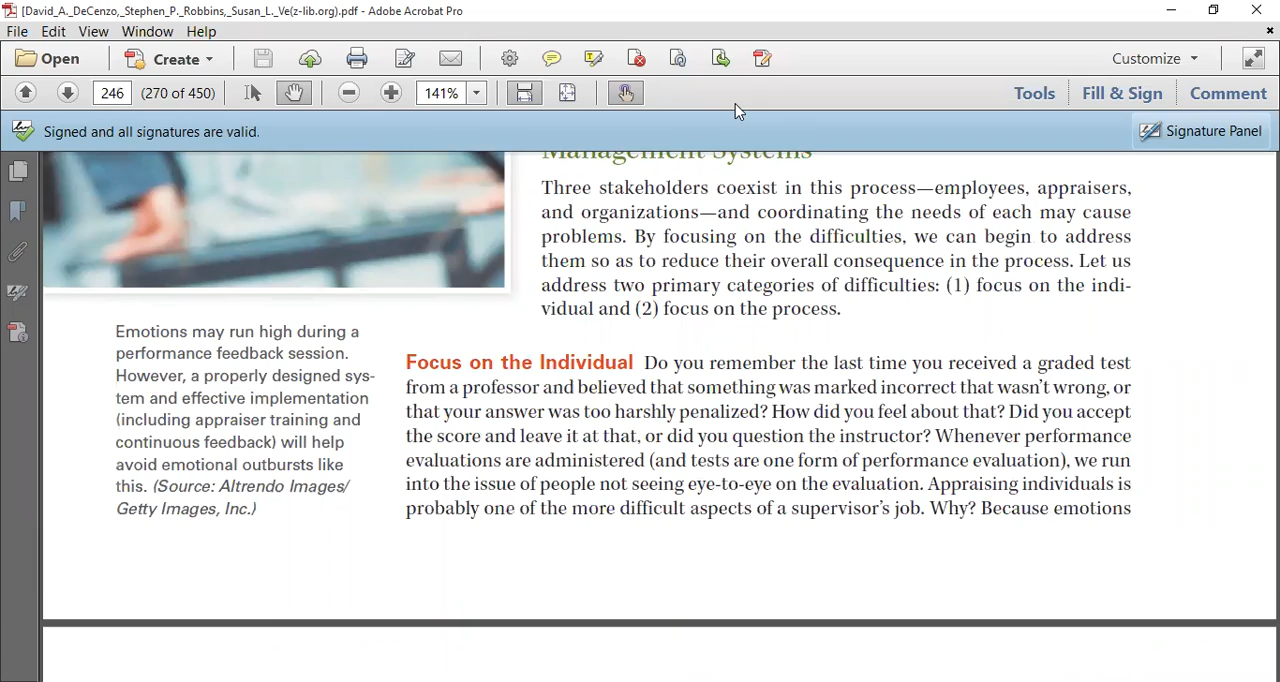 [David_A._DeCenzo,_Stephen_P._Robbins,_Susan_L._Ve(z-lib.org).pdf - Adobe Acrobat Pro
File Edit View Window Help
Open Create Customize
246 (270 of 450) 141% Tools Fill & Sign Comment
Signed and all signatures are valid. Signature Panel
Management Systems
Three stakeholders coexist in this process—employees, appraisers,
and organizations—and coordinating the needs of each may cause
problems. By focusing on the difficulties, we can begin to address
them so as to reduce their overall consequence in the process. Let us
address two primary categories of difficulties: (1) focus on the indi-
vidual and (2) focus on the process.
Emotions may run high during a
performance feedback session.
However, a properly designed sys-
tem and effective implementation
(including appraiser training and
continuous feedback) will help
avoid emotional outbursts like
this. (Source: Altrendo Images/
Getty Images, Inc.)
Focus on the Individual Do you remember the last time you received a graded test
from a professor and believed that something was marked incorrect that wasn't wrong, or
that your answer was too harshly penalized? How did you feel about that? Did you accept
the score and leave it at that, or did you question the instructor? Whenever performance
evaluations are administered (and tests are one form of performance evaluation), we run
into the issue of people not seeing eye-to-eye on the evaluation. Appraising individuals is
probably one of the more difficult aspects of a supervisor's job. Why? Because emotions